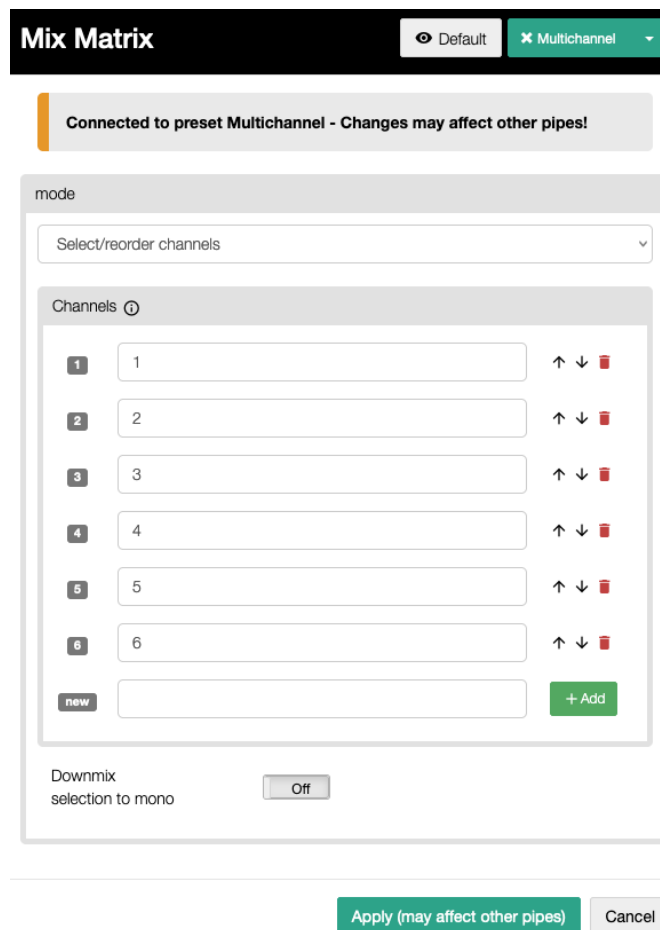 Mix Matrix
Default
Multichannel
Connected to preset Multichannel - Changes may affect other pipes!
mode
Select/reorder channels
Channels
1 1
2 2
3 3
4 4
5 5
6 6
new + Add
Downmix
selection to mono
Off
Apply (may affect other pipes)
Cancel